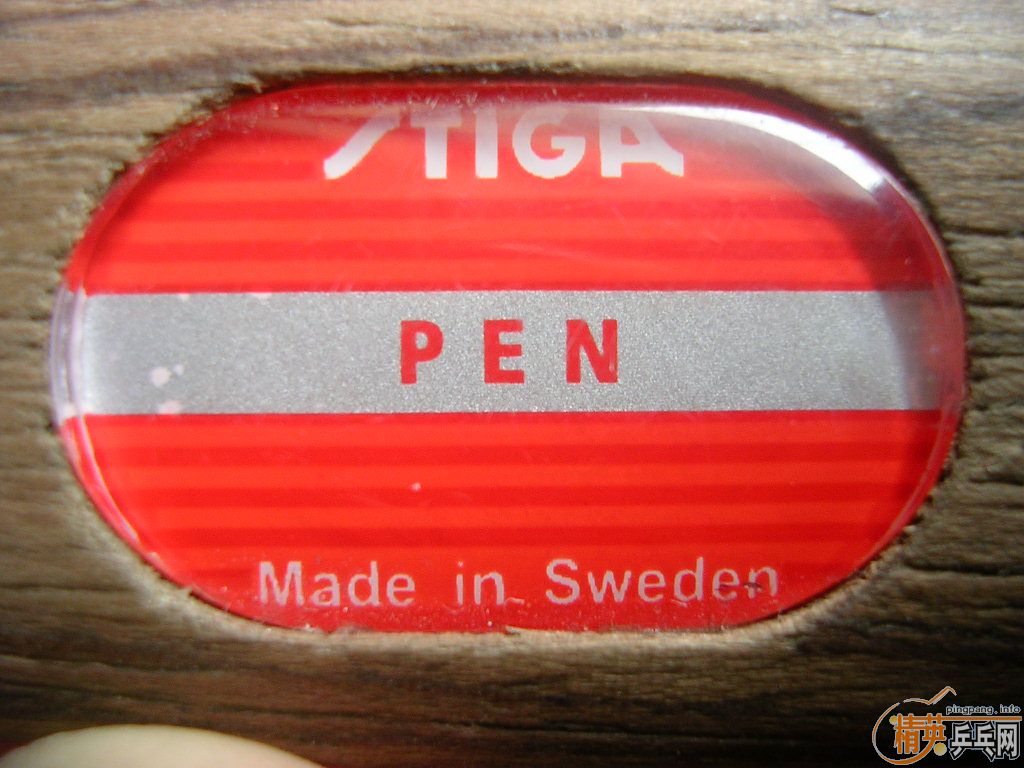 STIGA
PEN
Made in Sweden
pingpang.info
精英乒乓网